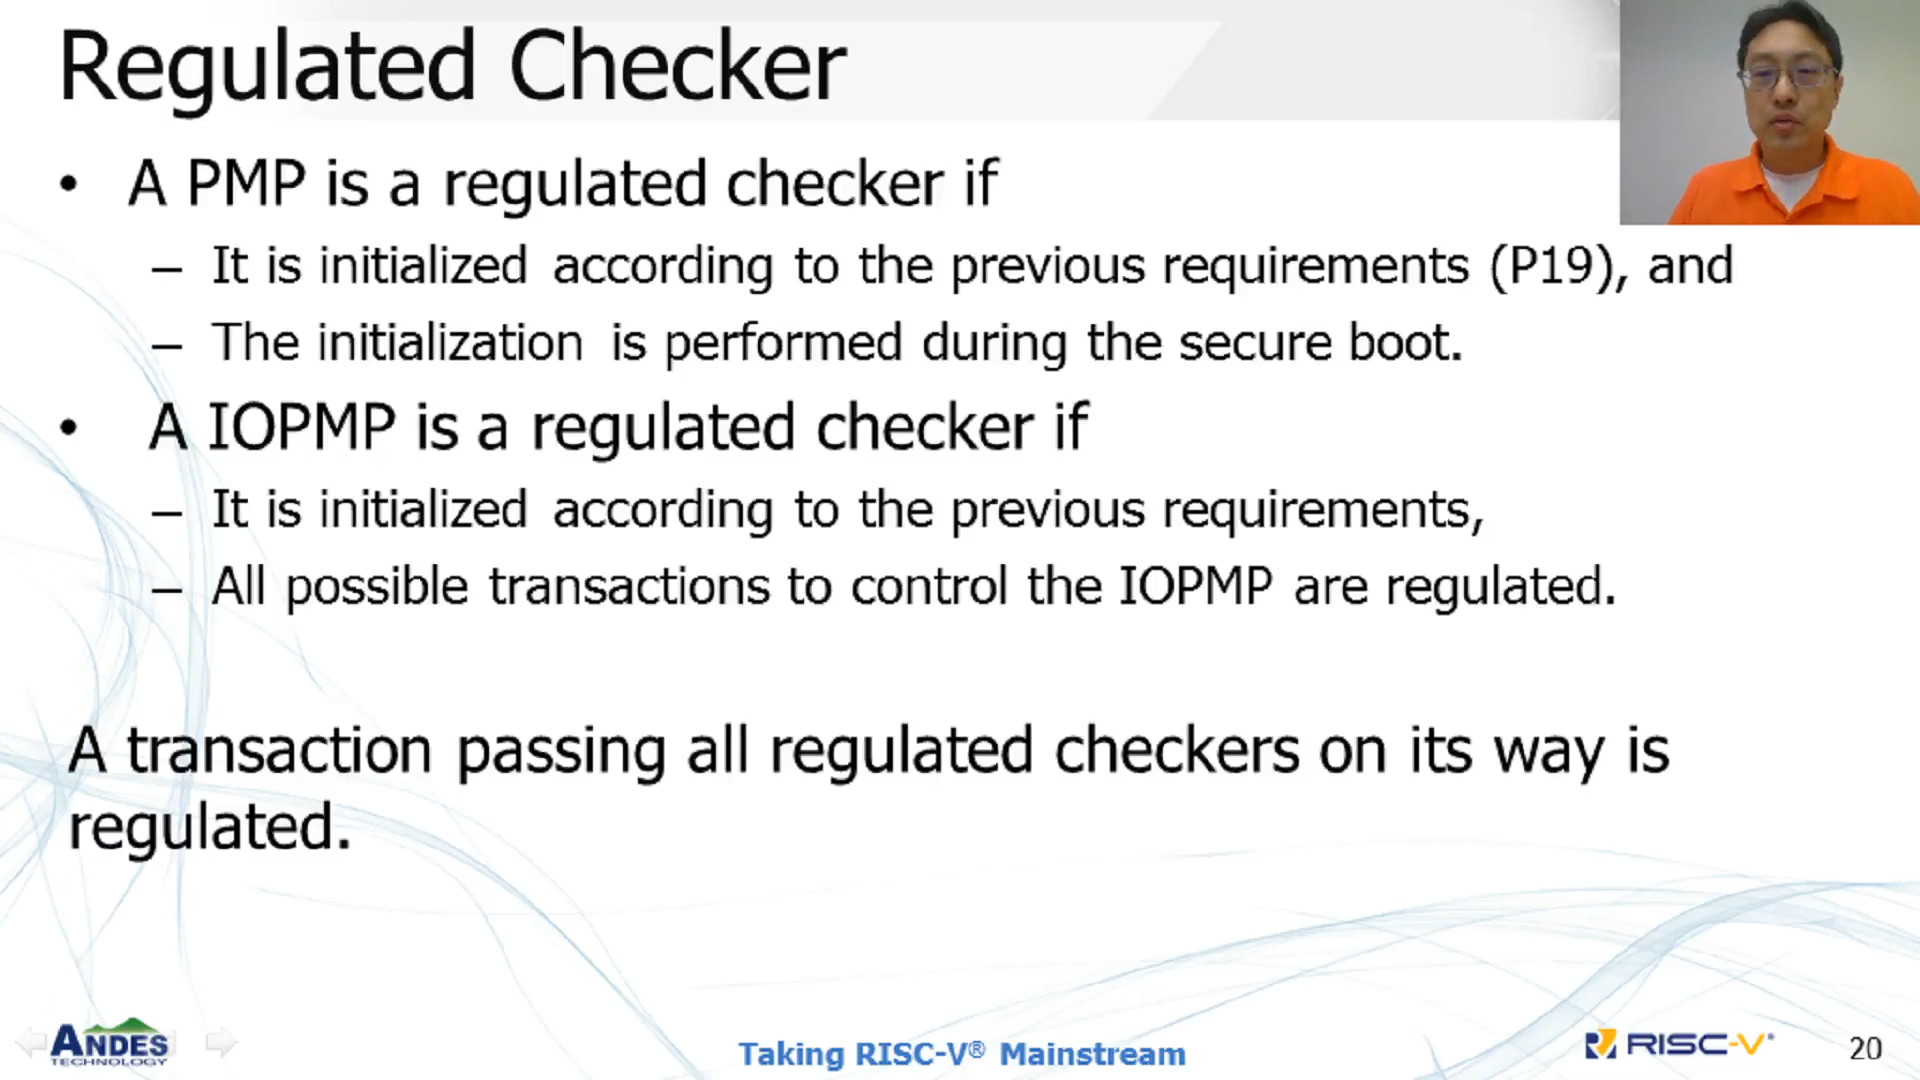 Regulated Checker
• A PMP is a regulated checker if
– It is initialized according to the previous requirements (P19), and
– The initialization is performed during the secure boot.
• A IOPMP is a regulated checker if
– It is initialized according to the previous requirements,
– All possible transactions to control the IOPMP are regulated.
A transaction passing all regulated checkers on its way is
regulated.
ANDES
TECHNOLOGY
Taking RISC-V® Mainstream
RISC-V
20